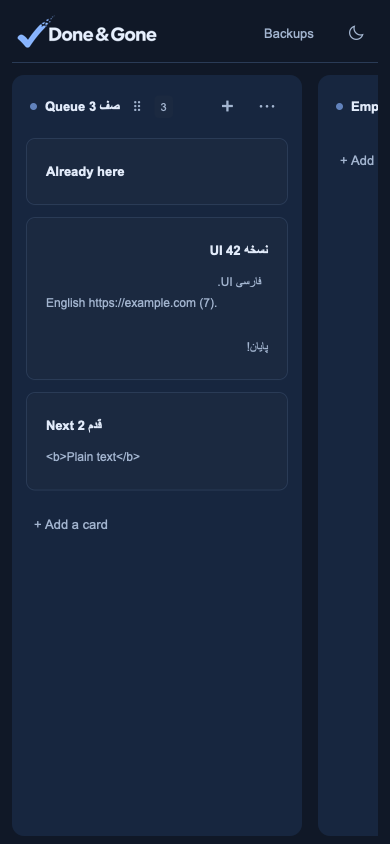 Done & Gone
Backups
Queue 3 صف
3
+
...
Already here
نسخه 42 UI
فارسی UI.
English https://example.com (7).
پایان!
Next 2 قدم
<b>Plain text</b>
+ Add a card
Emp
+ Add